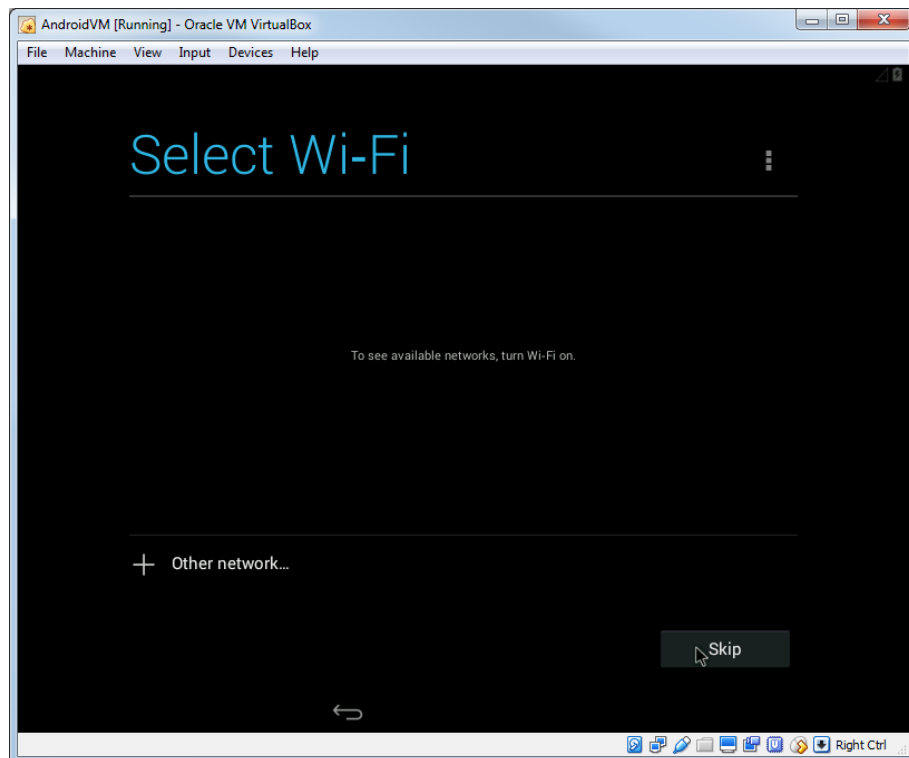 AndroidVM [Running] - Oracle VM VirtualBox
File Machine View Input Devices Help
Select Wi-Fi
To see available networks, turn Wi-Fi on.
Other network...
Skip
Right Ctrl